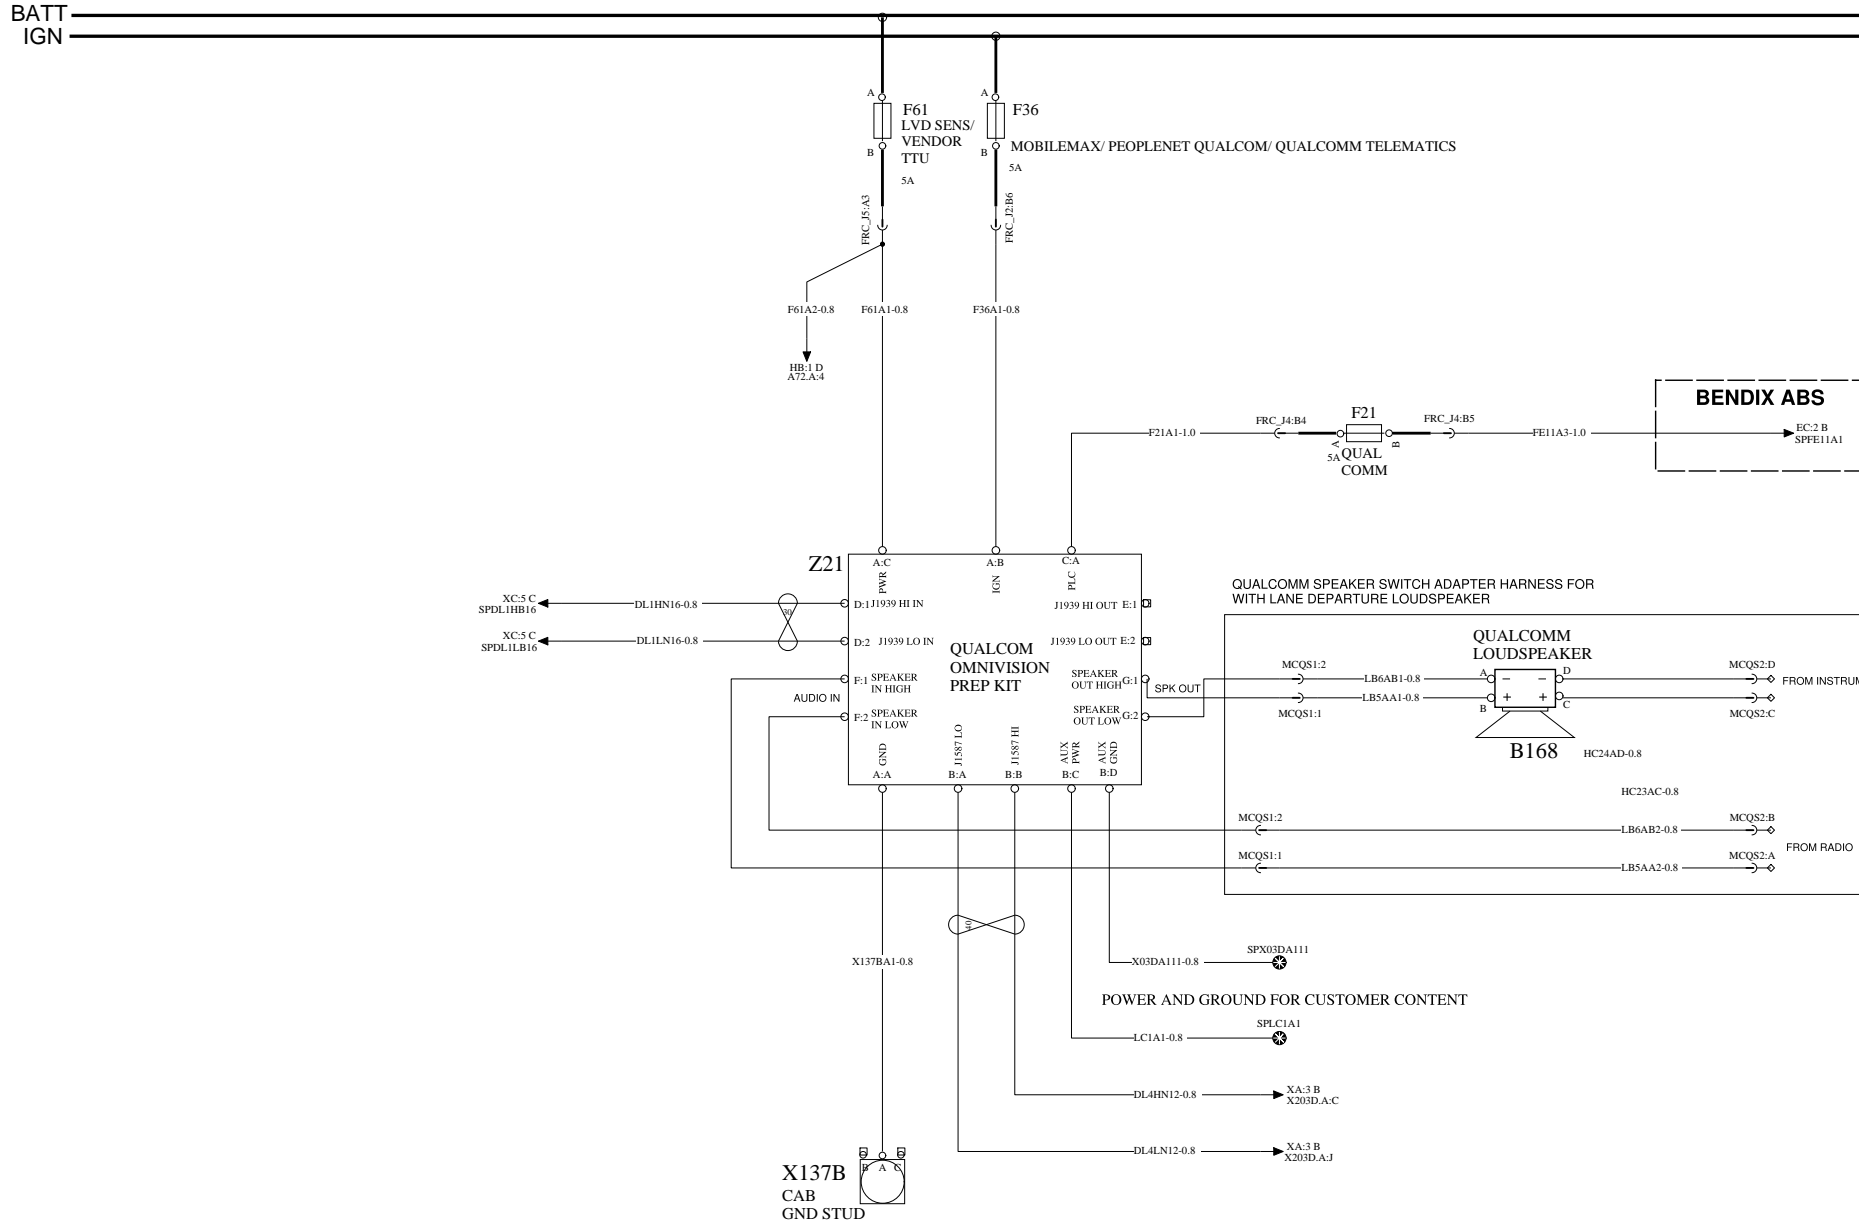 BATT
IGN
A
F61
LVD SENS/
VENDOR
TTU
B
5A
FRC_J5:A3
A
F36
B
MOBILEMAX/ PEOPLENET QUALCOM/ QUALCOMM TELEMATICS
5A
FRC_J2:B6
F61A2-0.8
F61A1-0.8
F36A1-0.8
HB:1 D
A72.A:4
BENDIX ABS
F21A1-1.0
FRC_J4:B4
F21
A
B
5A
QUAL
COMM
FRC_J4:B5
FE11A3-1.0
EC:2 B
SPFE11A1
Z21
A:C
PWR
A:B
IGN
C:A
PLC
XC:5 C
SPDL1HB16
DL1HN16-0.8
30
D:1
J1939 HI IN
J1939 HI OUT
E:1
XC:5 C
SPDL1LB16
DL1LN16-0.8
D:2
J1939 LO IN
J1939 LO OUT
E:2
QUALCOM
OMNIVISION
PREP KIT
AUDIO IN
F:1
SPEAKER
IN HIGH
F:2
SPEAKER
IN LOW
SPEAKER
OUT HIGH
G:1
SPK OUT
SPEAKER
OUT LOW
G:2
GND
A:A
J1587 LO
B:A
J1587 HI
B:B
AUX
PWR
B:C
AUX
GND
B:D
QUALCOMM SPEAKER SWITCH ADAPTER HARNESS FOR
WITH LANE DEPARTURE LOUDSPEAKER
QUALCOMM
LOUDSPEAKER
MCQS1:2
LB6AB1-0.8
A
−
−
D
MCQS2:D
FROM INSTRUM
MCQS1:1
LB5AA1-0.8
B
+
+
C
MCQS2:C
B168
HC24AD-0.8
HC23AC-0.8
MCQS1:2
LB6AB2-0.8
MCQS2:B
FROM RADIO
MCQS1:1
LB5AA2-0.8
MCQS2:A
40
X137BA1-0.8
X03DA111-0.8
SPX03DA111
POWER AND GROUND FOR CUSTOMER CONTENT
LC1A1-0.8
SPLC1A1
DL4HN12-0.8
XA:3 B
X203D.A:C
DL4LN12-0.8
XA:3 B
X203D.A:J
X137B
CAB
GND STUD
B
A
C